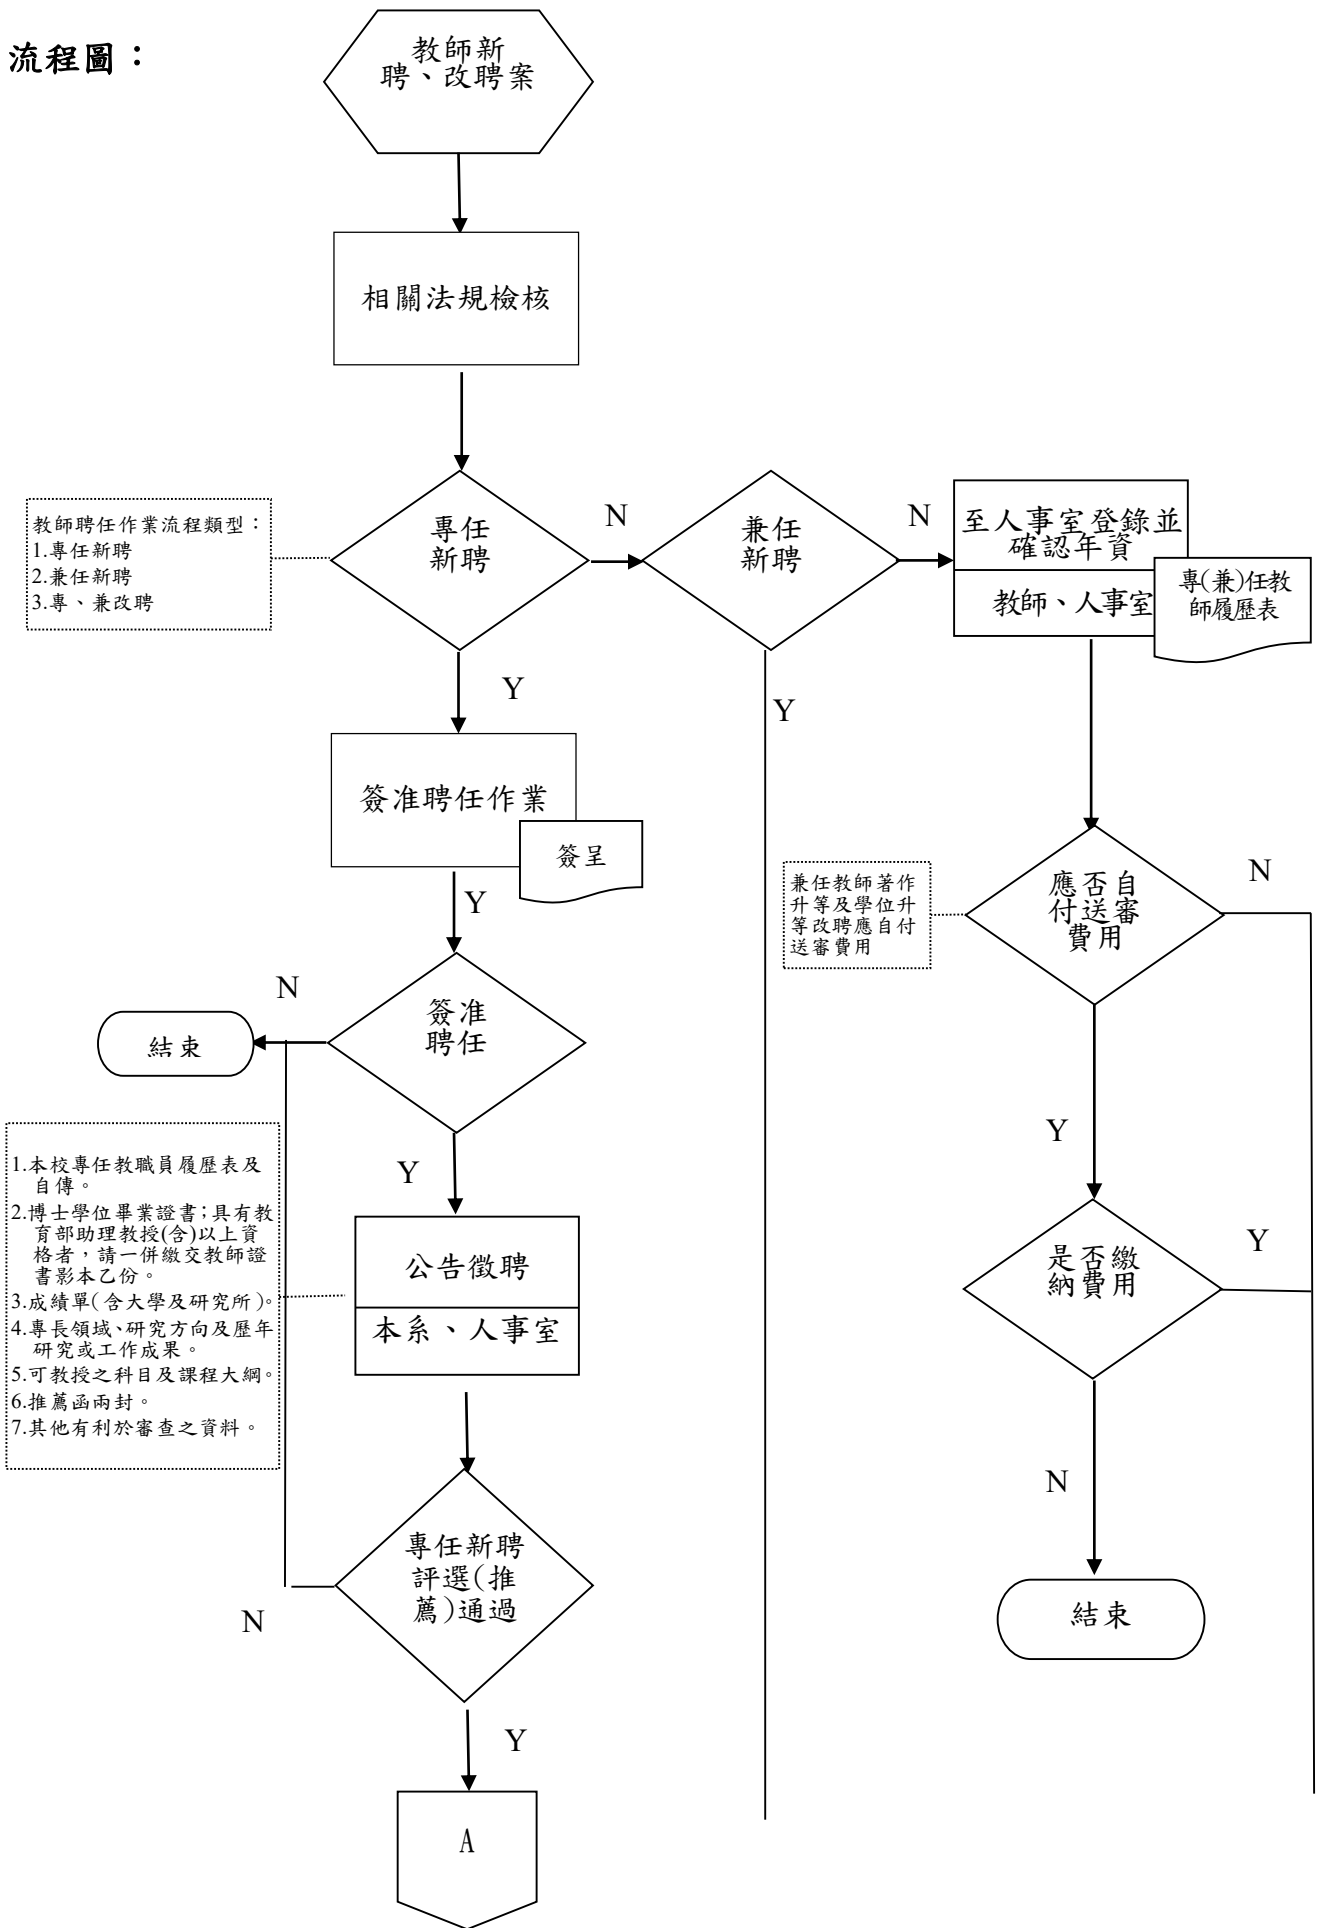 流程圖：
教師新
聘、改聘案
相關法規檢核
教師聘任作業流程類型：
1.專任新聘
2.兼任新聘
3.專、兼改聘
專任
新聘
N
兼任
新聘
N
至人事室登錄並
確認年資
教師、人事室
專(兼)任教
師履歷表
Y
Y
簽准聘任作業
簽呈
Y
兼任教師著作
升等及學位升
等改聘應自付
送審費用
應否自
付送審
費用
N
N
簽准
聘任
結束
Y
Y
1.本校專任教職員履歷表及
自傳。
2.博士學位畢業證書;具有教
育部助理教授(含)以上資
格者，請一併繳交教師證
書影本乙份。
3.成績單(含大學及研究所)。
4.專長領域、研究方向及歷年
研究或工作成果。
5.可教授之科目及課程大綱。
6.推薦函兩封。
7.其他有利於審查之資料。
公告徵聘
本系、人事室
是否繳
納費用
Y
N
專任新聘
評選(推
薦)通過
N
結束
Y
A